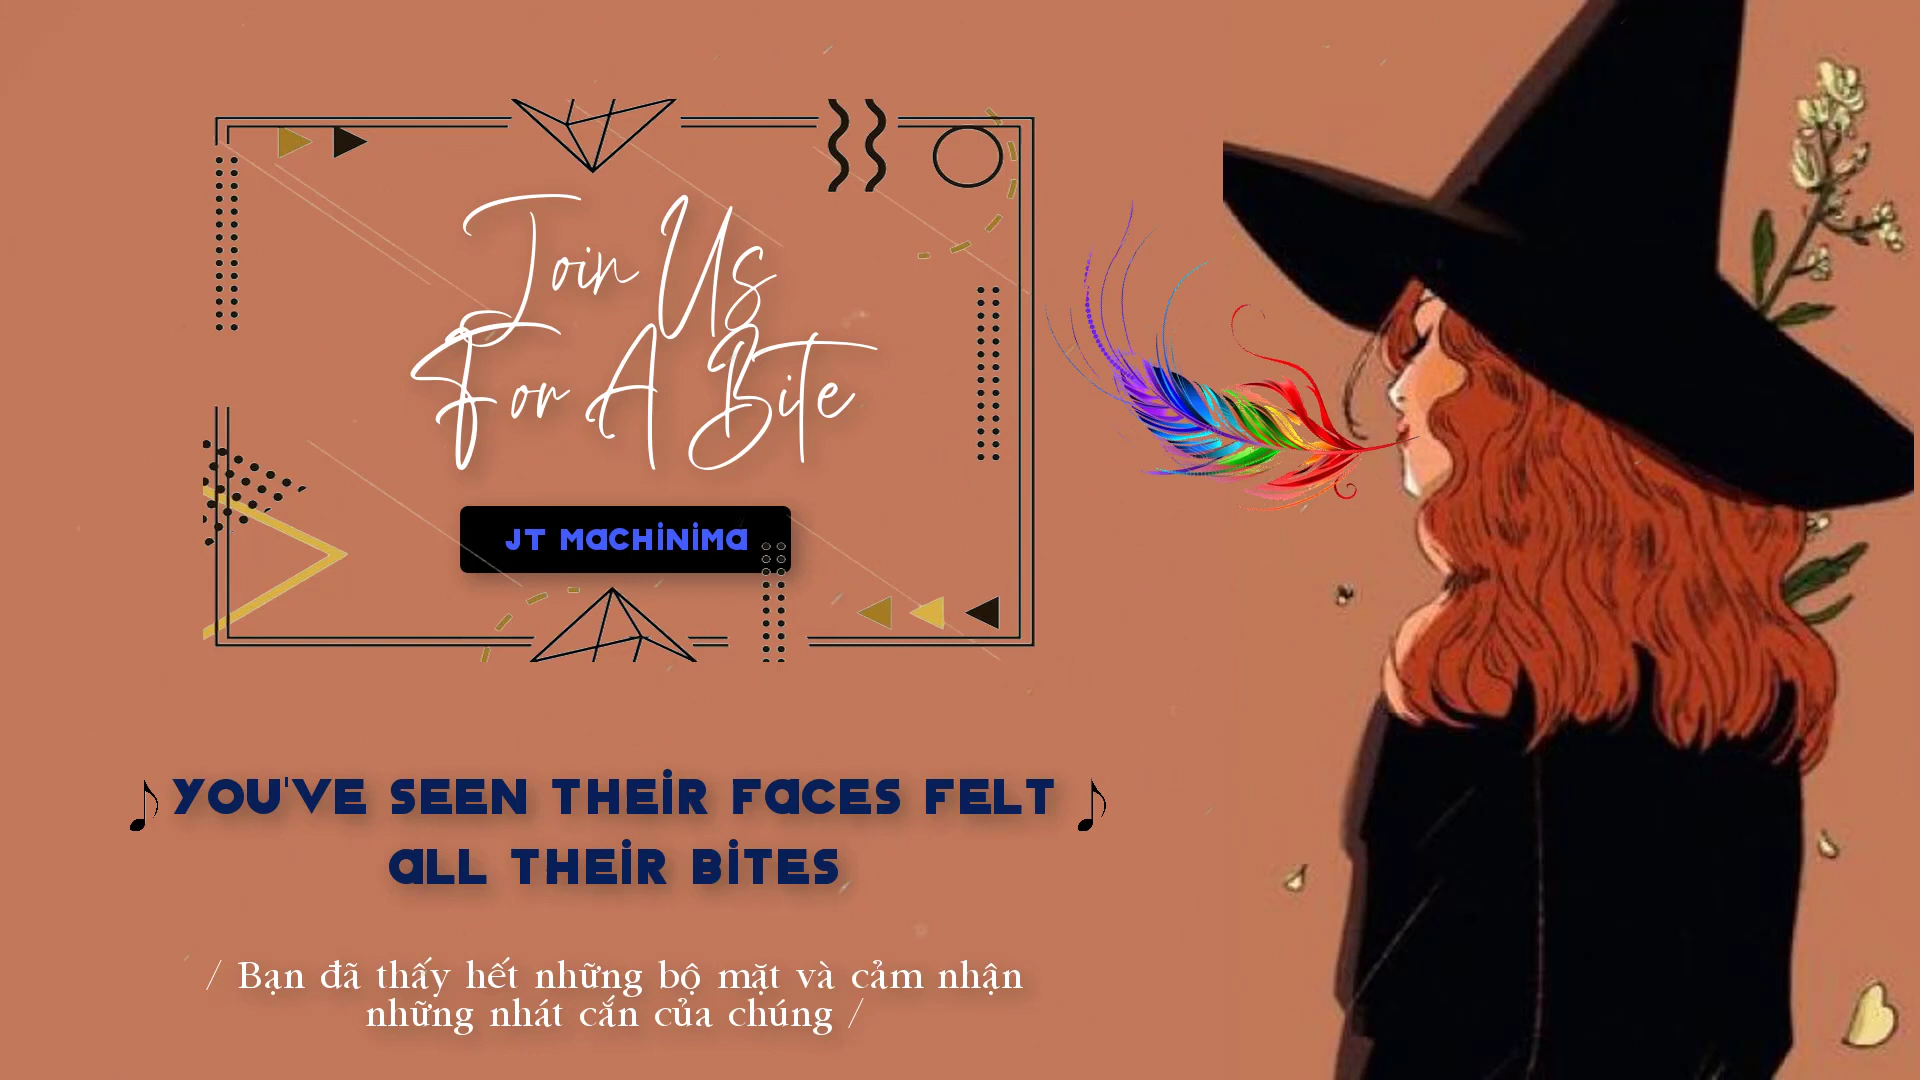 Join Us
For A Bite
JT MACHINIMA
♪ YOU'VE SEEN THEIR FACES FELT ♪
ALL THEIR BITES
/ Bạn đã thấy hết những bộ mặt và cảm nhận
những nhát cắn của chúng /